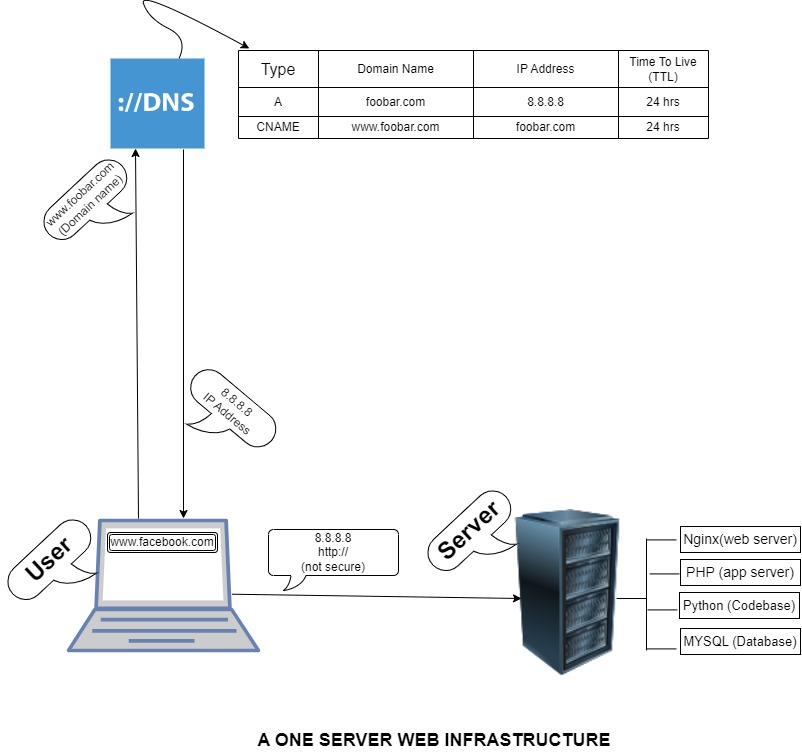 Type
Domain Name
IP Address
Time To Live
(TTL)
A
foobar.com
8.8.8.8
24 hrs
CNAME
www.foobar.com
foobar.com
24 hrs
://DNS
www.foobar.com
(Domain name)
8.8.8.8
IP Address
User
www.facebook.com
8.8.8.8
http://
(not secure)
Server
Nginx(web server)
PHP (app server)
Python (Codebase)
MYSQL (Database)
A ONE SERVER WEB INFRASTRUCTURE